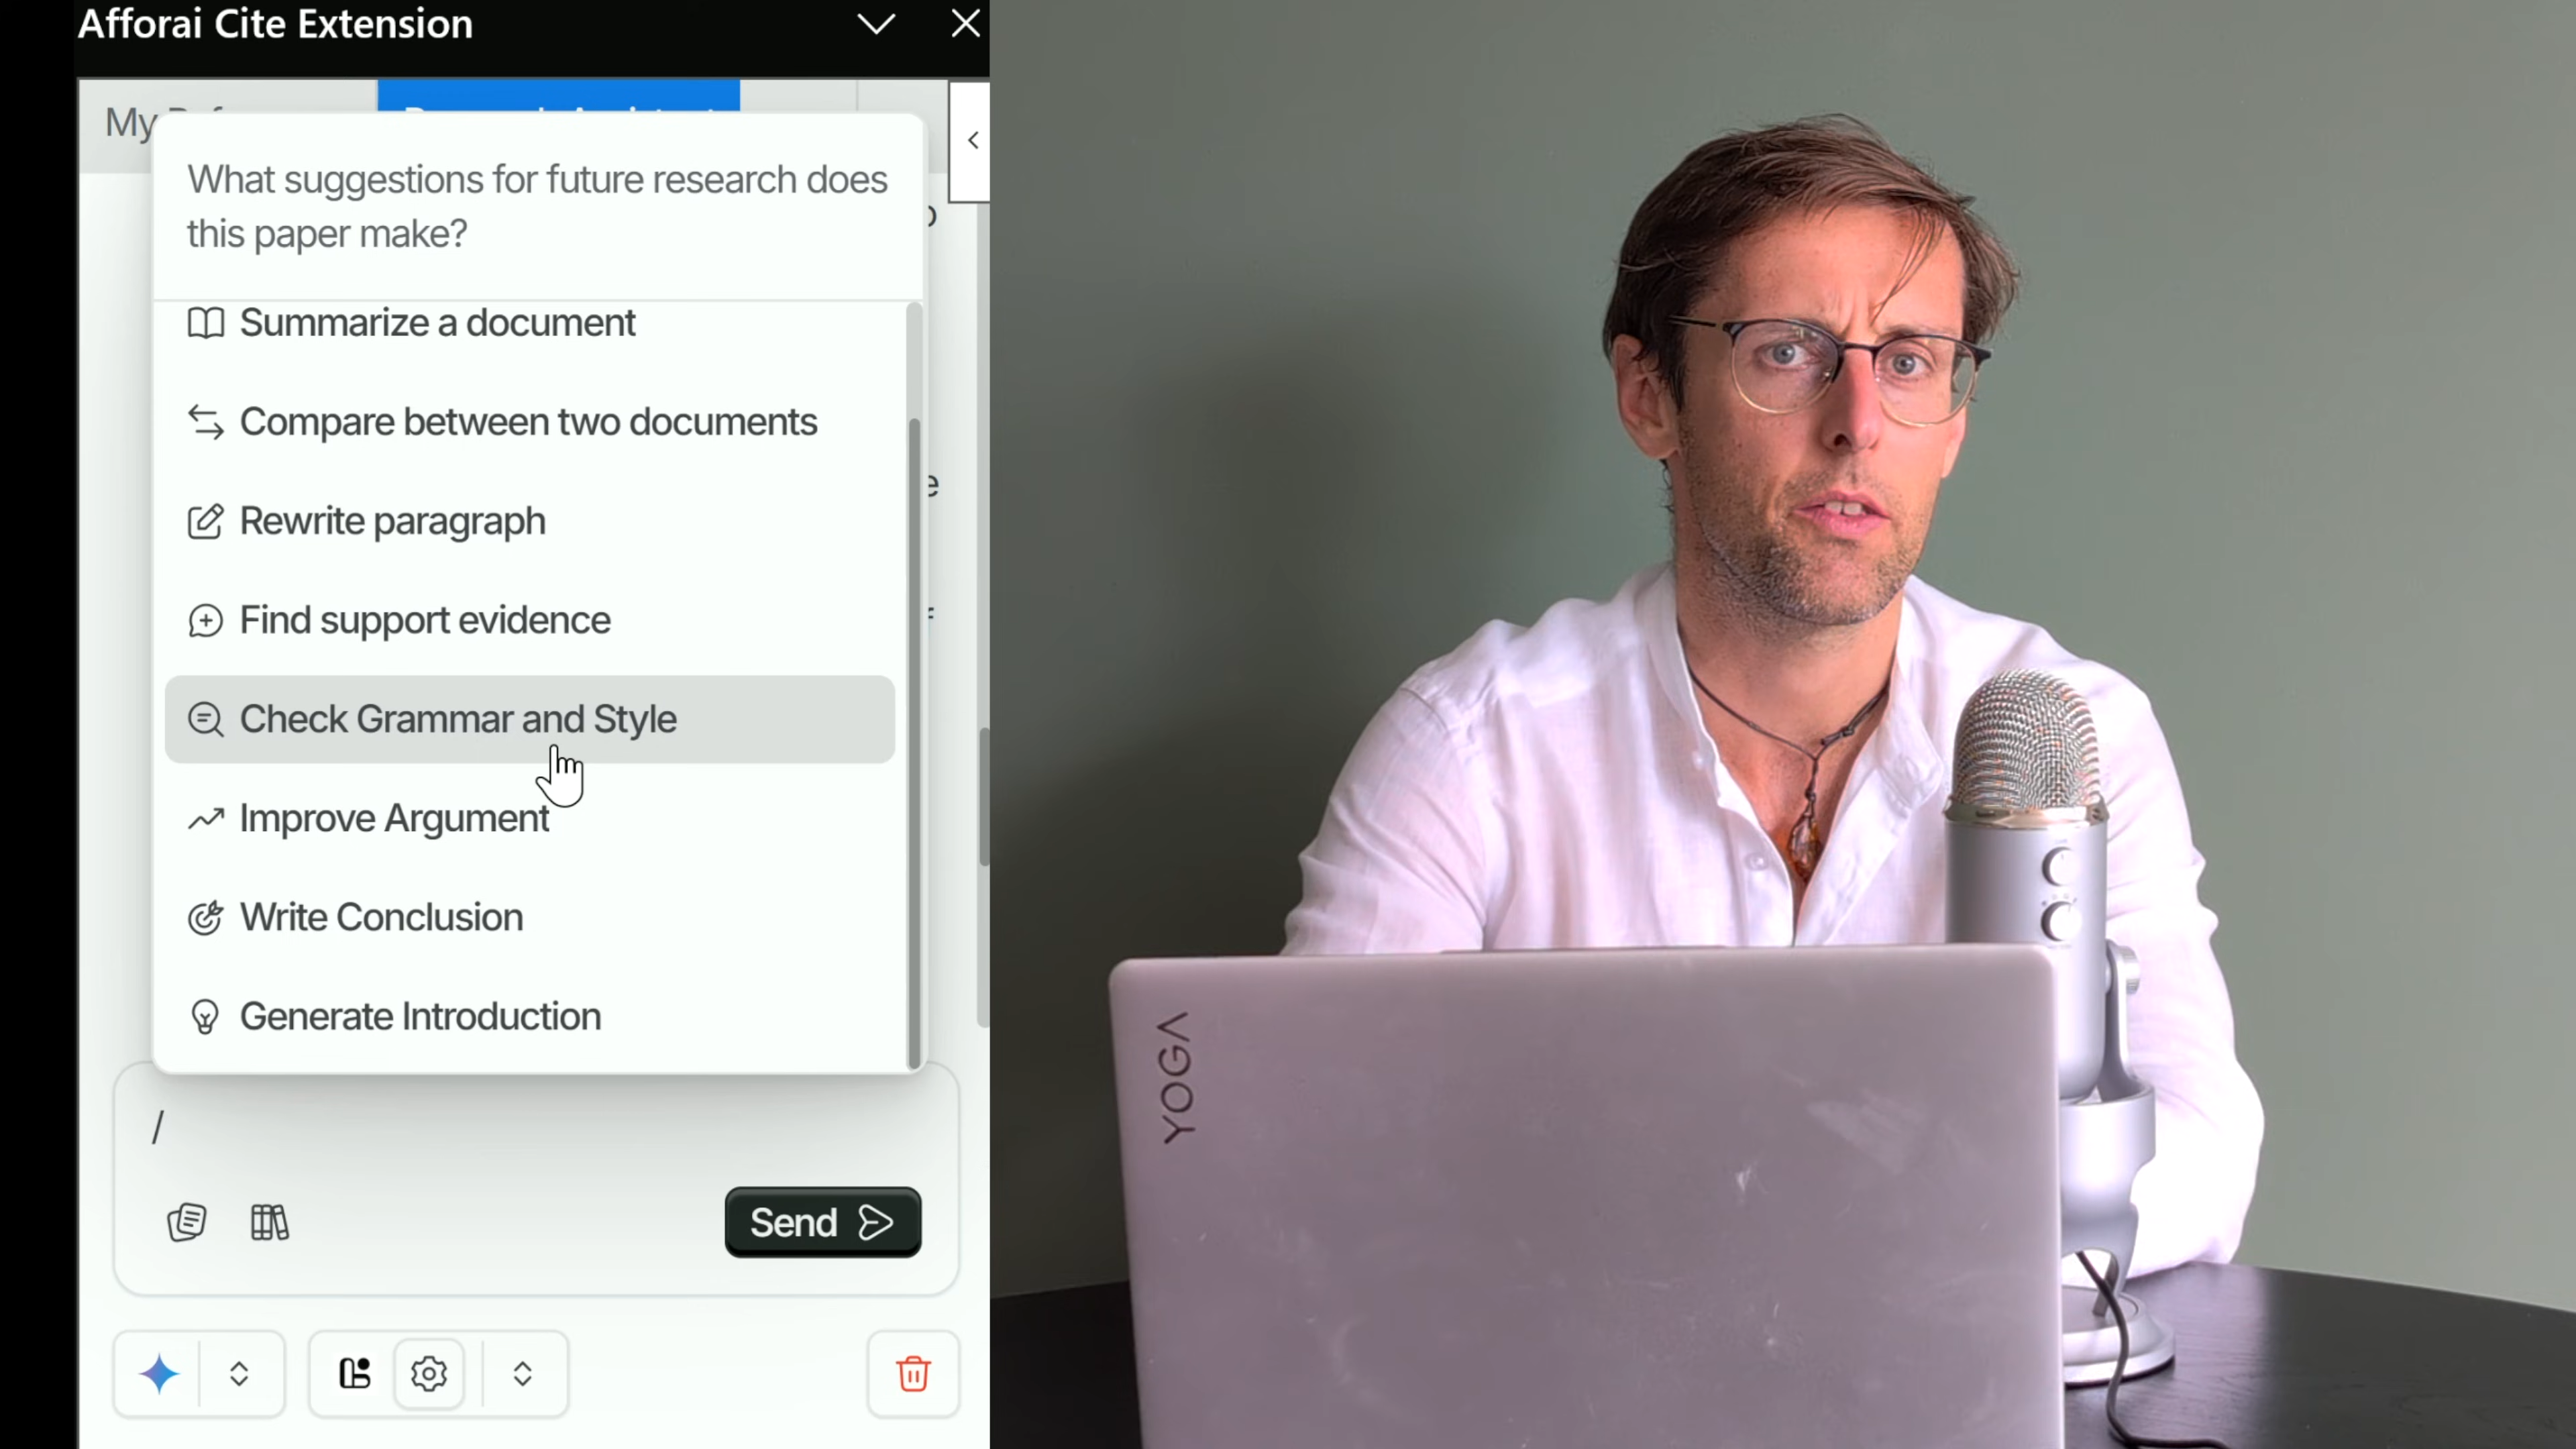 Afforai Cite Extension
My
What suggestions for future research does
this paper make?
Summarize a document
Compare between two documents
Rewrite paragraph
Find support evidence
Check Grammar and Style
Improve Argument
Write Conclusion
Generate Introduction
/
Send
YOGA